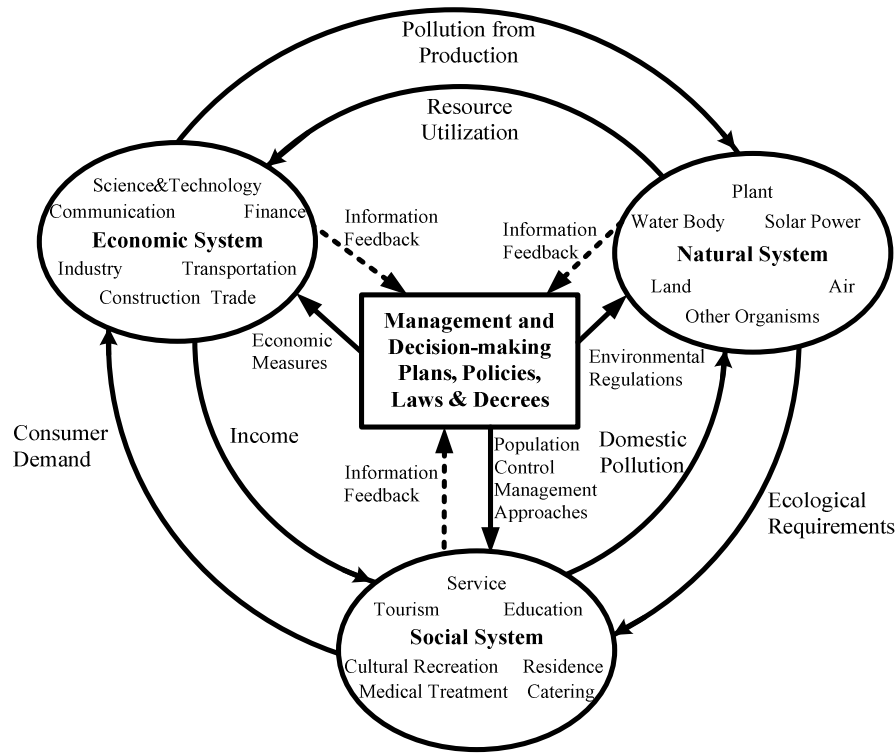 Pollution from
Production
Resource
Utilization
Science&Technology
Communication Finance
Economic System
Industry Transportation
Construction Trade
Information
Feedback
Information
Feedback
Plant
Water Body Solar Power
Natural System
Land Air
Other Organisms
Management and
Decision-making
Plans, Policies,
Laws & Decrees
Economic
Measures
Environmental
Regulations
Consumer
Demand
Income
Information
Feedback
Population
Control
Management
Approaches
Domestic
Pollution
Ecological
Requirements
Service
Tourism Education
Social System
Cultural Recreation Residence
Medical Treatment Catering